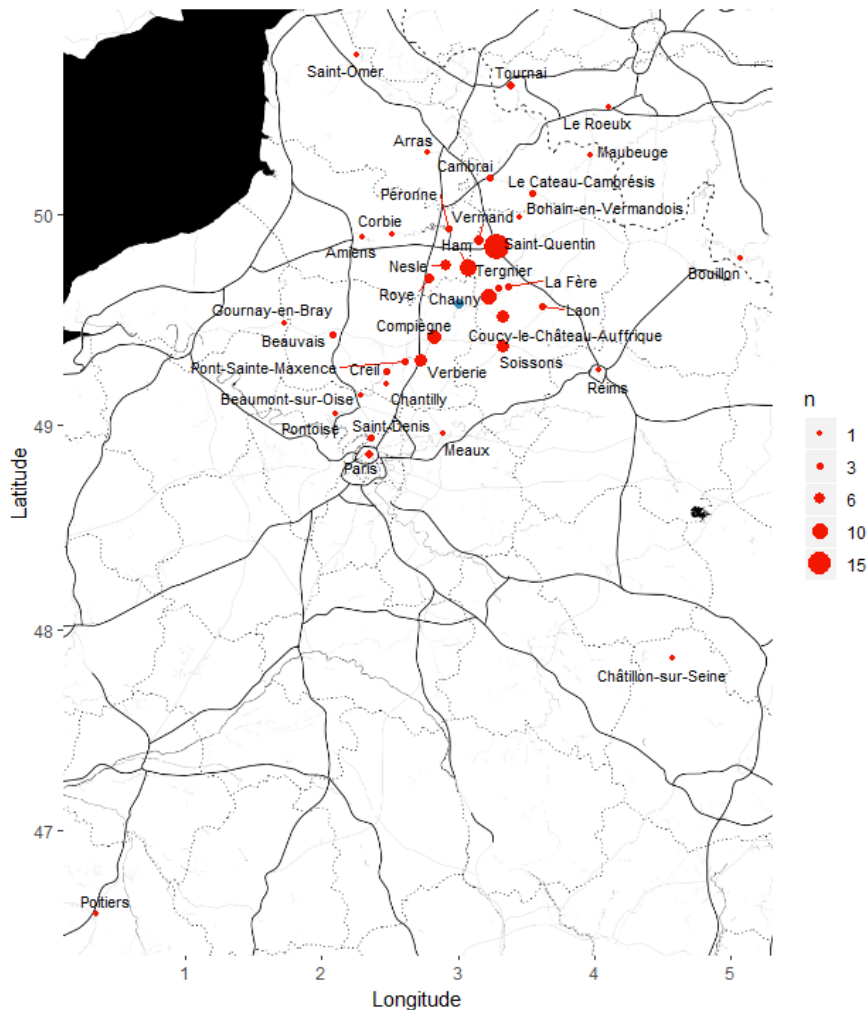 Saint-Omer
Tournai
Le Roeulx
Arras
Maubeuge
Cambrai
Le Cateau-Cambrésis
Péronne
Bohain-en-Vermandois
50
Corbie
Vermand
Amiens
Ham
Saint-Quentin
Nesle
Tergnier
Bouillon
La Fère
Roye
Chauny
Laon
Gournay-en-Bray
Compiègne
Beauvais
Coucy-le-Château-Auffrique
Pont-Sainte-Maxence
Creil
Verberie
Soissons
Reims
Beaumont-sur-Oise
Chantilly
n
49
Pontoise
Saint-Denis
1
Meaux
Paris
3
Latitude
6
10
15
48
Châtillon-sur-Seine
47
Poitiers
1
2
3
4
5
Longitude